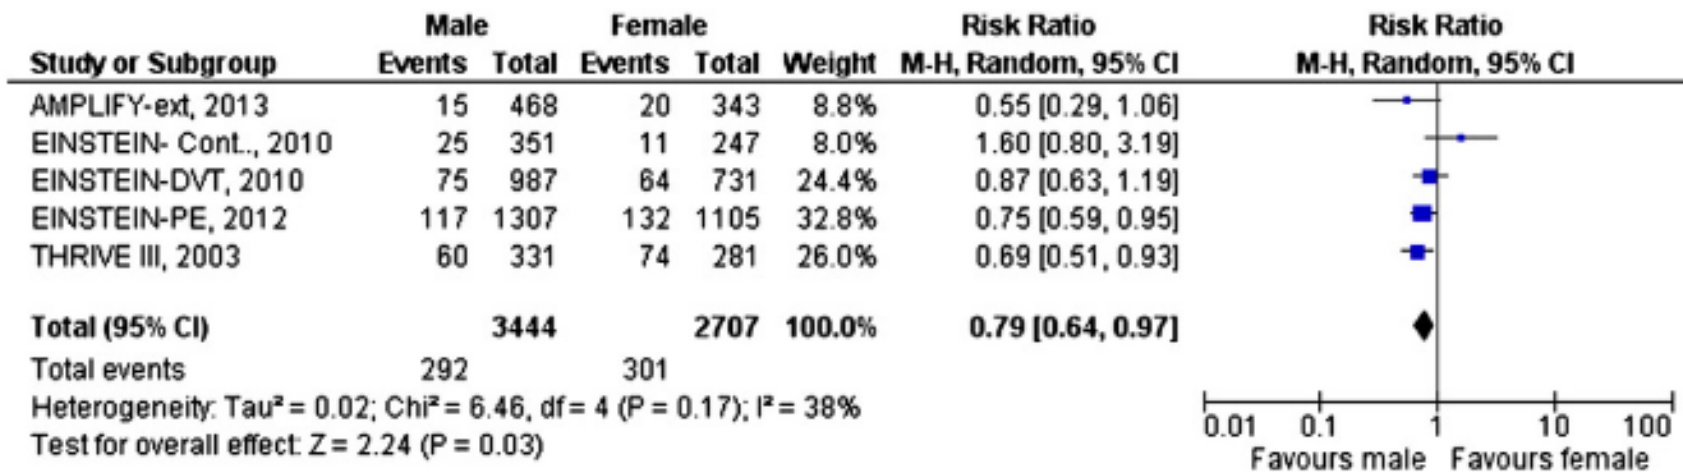 Male Female Risk Ratio Risk Ratio
Study or Subgroup Events Total Events Total Weight M-H, Random, 95% CI M-H, Random, 95% CI
AMPLIFY-ext, 2013 15 468 20 343 8.8% 0.55 [0.29, 1.06]
EINSTEIN- Cont.., 2010 25 351 11 247 8.0% 1.60 [0.80, 3.19]
EINSTEIN-DVT, 2010 75 987 64 731 24.4% 0.87 [0.63, 1.19]
EINSTEIN-PE, 2012 117 1307 132 1105 32.8% 0.75 [0.59, 0.95]
THRIVE III, 2003 60 331 74 281 26.0% 0.69 [0.51, 0.93]
Total (95% CI) 3444 2707 100.0% 0.79 [0.64, 0.97]
Total events 292 301
Heterogeneity: Tau² = 0.02; Chi² = 6.46, df = 4 (P = 0.17); I² = 38%
Test for overall effect: Z = 2.24 (P = 0.03)
0.01 0.1 1 10 100
Favours male Favours female